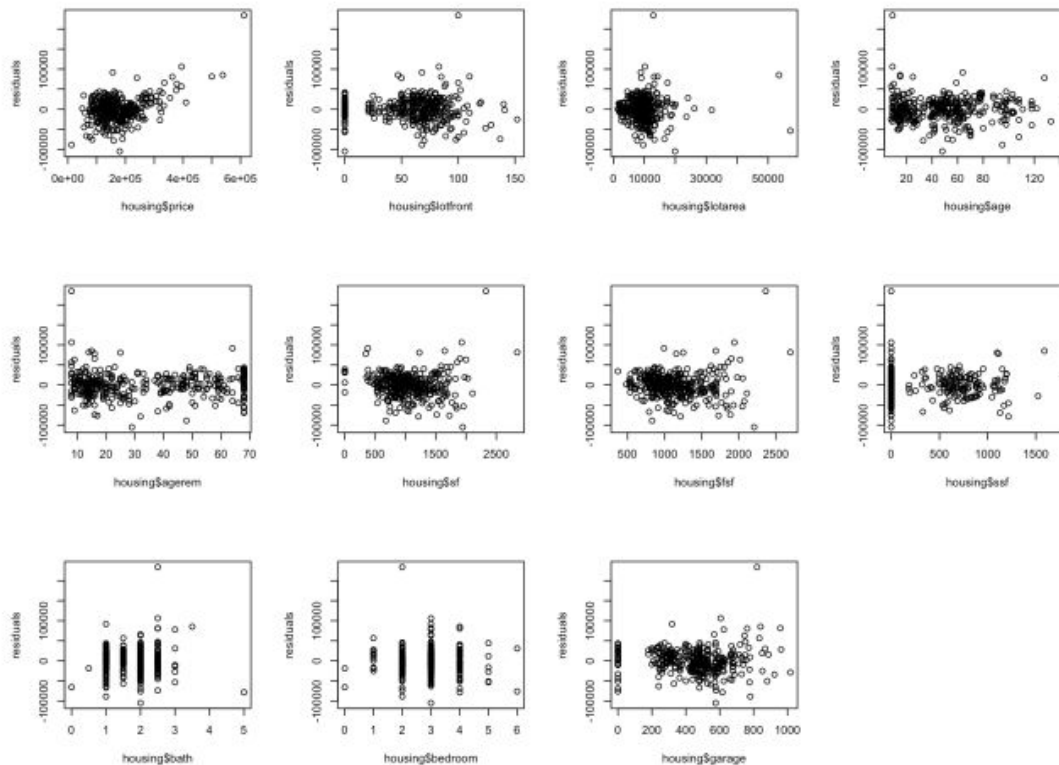 residuals
-100000 0 100000
0e+00 2e+05 4e+05 6e+05
housing$price
residuals
-100000 0 100000
0 50 100 150
housing$lotfront
residuals
-100000 0 100000
0 10000 30000 50000
housing$lotarea
residuals
-100000 0 100000
20 40 60 80 120
housing$age
residuals
-100000 0 100000
10 20 30 40 50 60 70
housing$agerem
residuals
-100000 0 100000
0 500 1500 2500
housing$sf
residuals
-100000 0 100000
500 1000 1500 2000 2500
housing$fsf
residuals
-100000 0 100000
0 500 1000 1500
housing$ssf
residuals
-100000 0 100000
0 1 2 3 4 5
housing$bath
residuals
-100000 0 100000
0 1 2 3 4 5 6
housing$bedroom
residuals
-100000 0 100000
0 200 400 600 800 1000
housing$garage